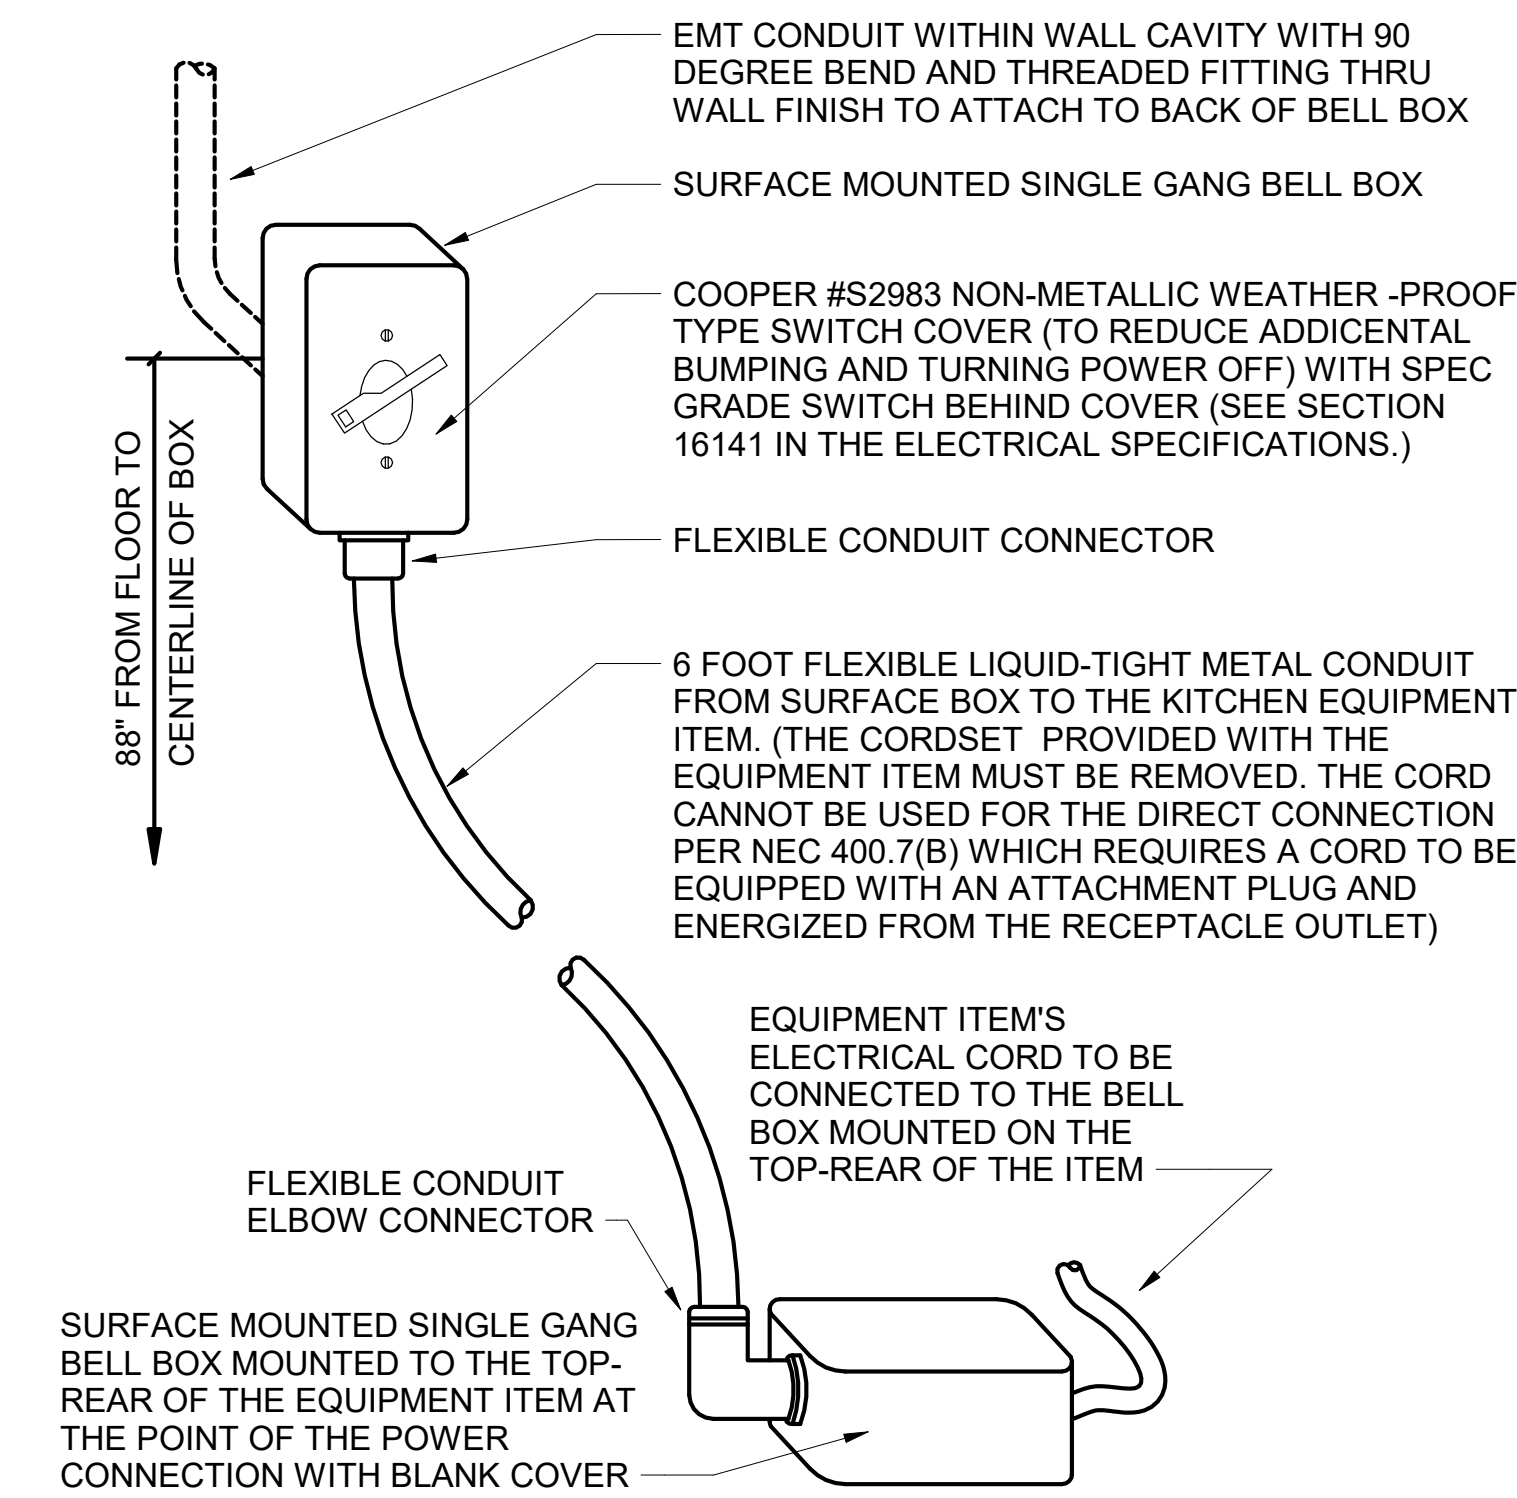 EMT CONDUIT WITHIN WALL CAVITY WITH 90
DEGREE BEND AND THREADED FITTING THRU
WALL FINISH TO ATTACH TO BACK OF BELL BOX
SURFACE MOUNTED SINGLE GANG BELL BOX
COOPER #S2983 NON-METALLIC WEATHER -PROOF
TYPE SWITCH COVER (TO REDUCE ADDICENTAL
BUMPING AND TURNING POWER OFF) WITH SPEC
GRADE SWITCH BEHIND COVER (SEE SECTION
16141 IN THE ELECTRICAL SPECIFICATIONS.)
88" FROM FLOOR TO
CENTERLINE OF BOX
FLEXIBLE CONDUIT CONNECTOR
6 FOOT FLEXIBLE LIQUID-TIGHT METAL CONDUIT
FROM SURFACE BOX TO THE KITCHEN EQUIPMENT
ITEM. (THE CORDSET  PROVIDED WITH THE
EQUIPMENT ITEM MUST BE REMOVED. THE CORD
CANNOT BE USED FOR THE DIRECT CONNECTION
PER NEC 400.7(B) WHICH REQUIRES A CORD TO BE
EQUIPPED WITH AN ATTACHMENT PLUG AND
ENERGIZED FROM THE RECEPTACLE OUTLET)
EQUIPMENT ITEM'S
ELECTRICAL CORD TO BE
CONNECTED TO THE BELL
BOX MOUNTED ON THE
TOP-REAR OF THE ITEM
FLEXIBLE CONDUIT
ELBOW CONNECTOR
SURFACE MOUNTED SINGLE GANG
BELL BOX MOUNTED TO THE TOP-
REAR OF THE EQUIPMENT ITEM AT
THE POINT OF THE POWER
CONNECTION WITH BLANK COVER